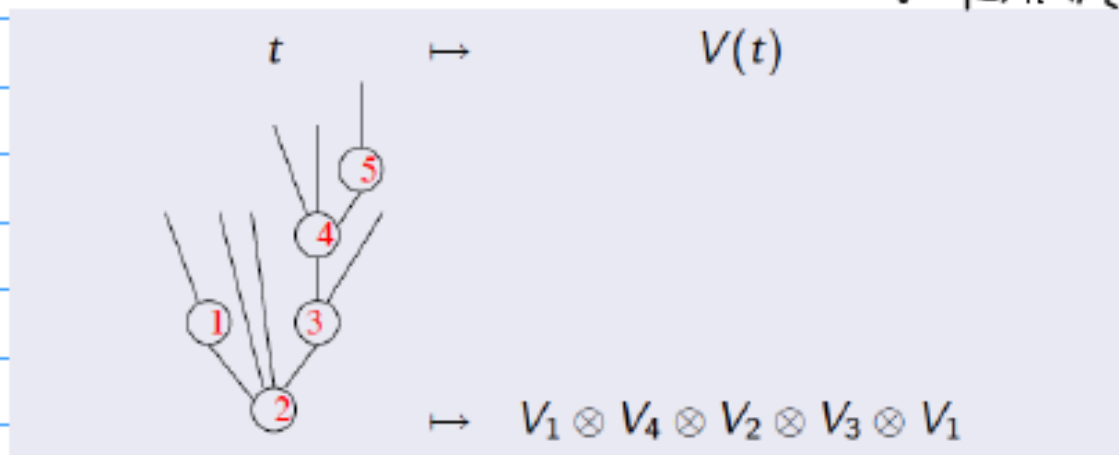 t ↦ V(t)
5
4
1 3
2 ↦ V₁ ⊗ V₄ ⊗ V₂ ⊗ V₃ ⊗ V₁